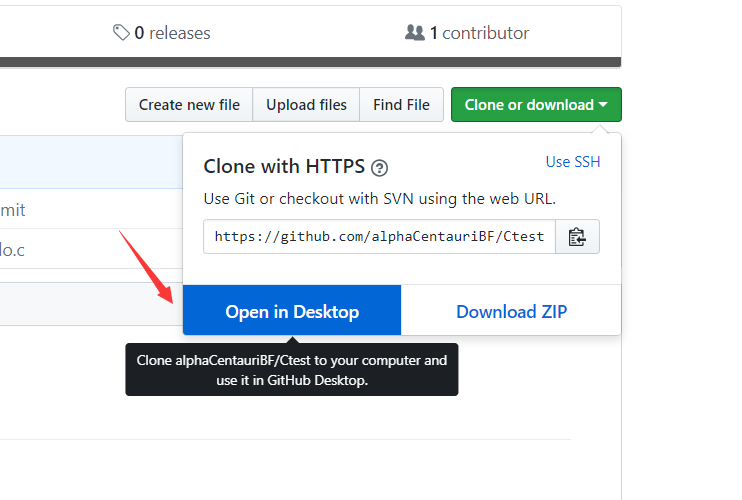 0 releases
1 contributor
Create new file
Upload files
Find File
Clone or download
Clone with HTTPS ?
Use SSH
Use Git or checkout with SVN using the web URL.
mit
https://github.com/alphaCentauriBF/Ctest
lo.c
Open in Desktop
Download ZIP
Clone alphaCentauriBF/Ctest to your computer and
use it in GitHub Desktop.